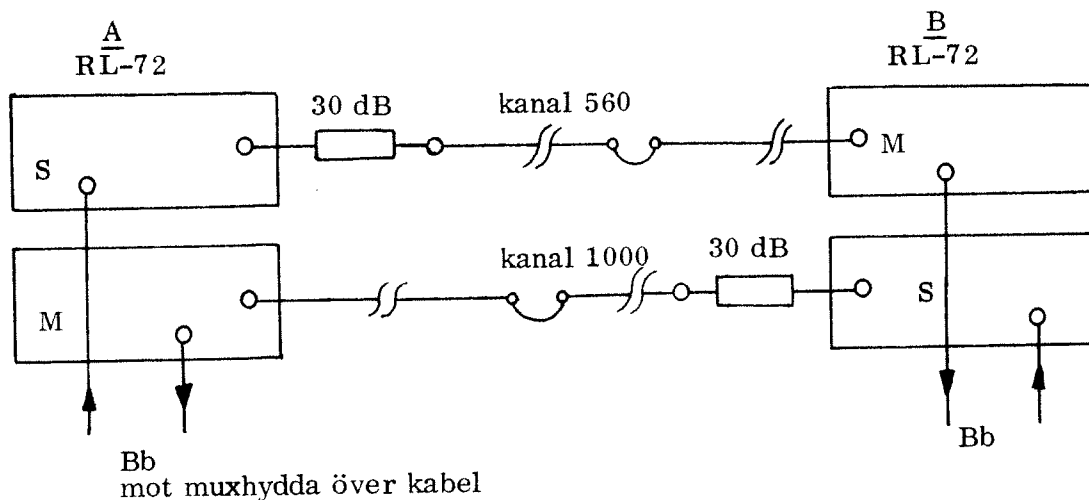 A
RL-72
B
RL-72
30 dB
kanal 560
S
M
kanal 1000
30 dB
M
S
Bb
mot muxhydda över kabel
Bb